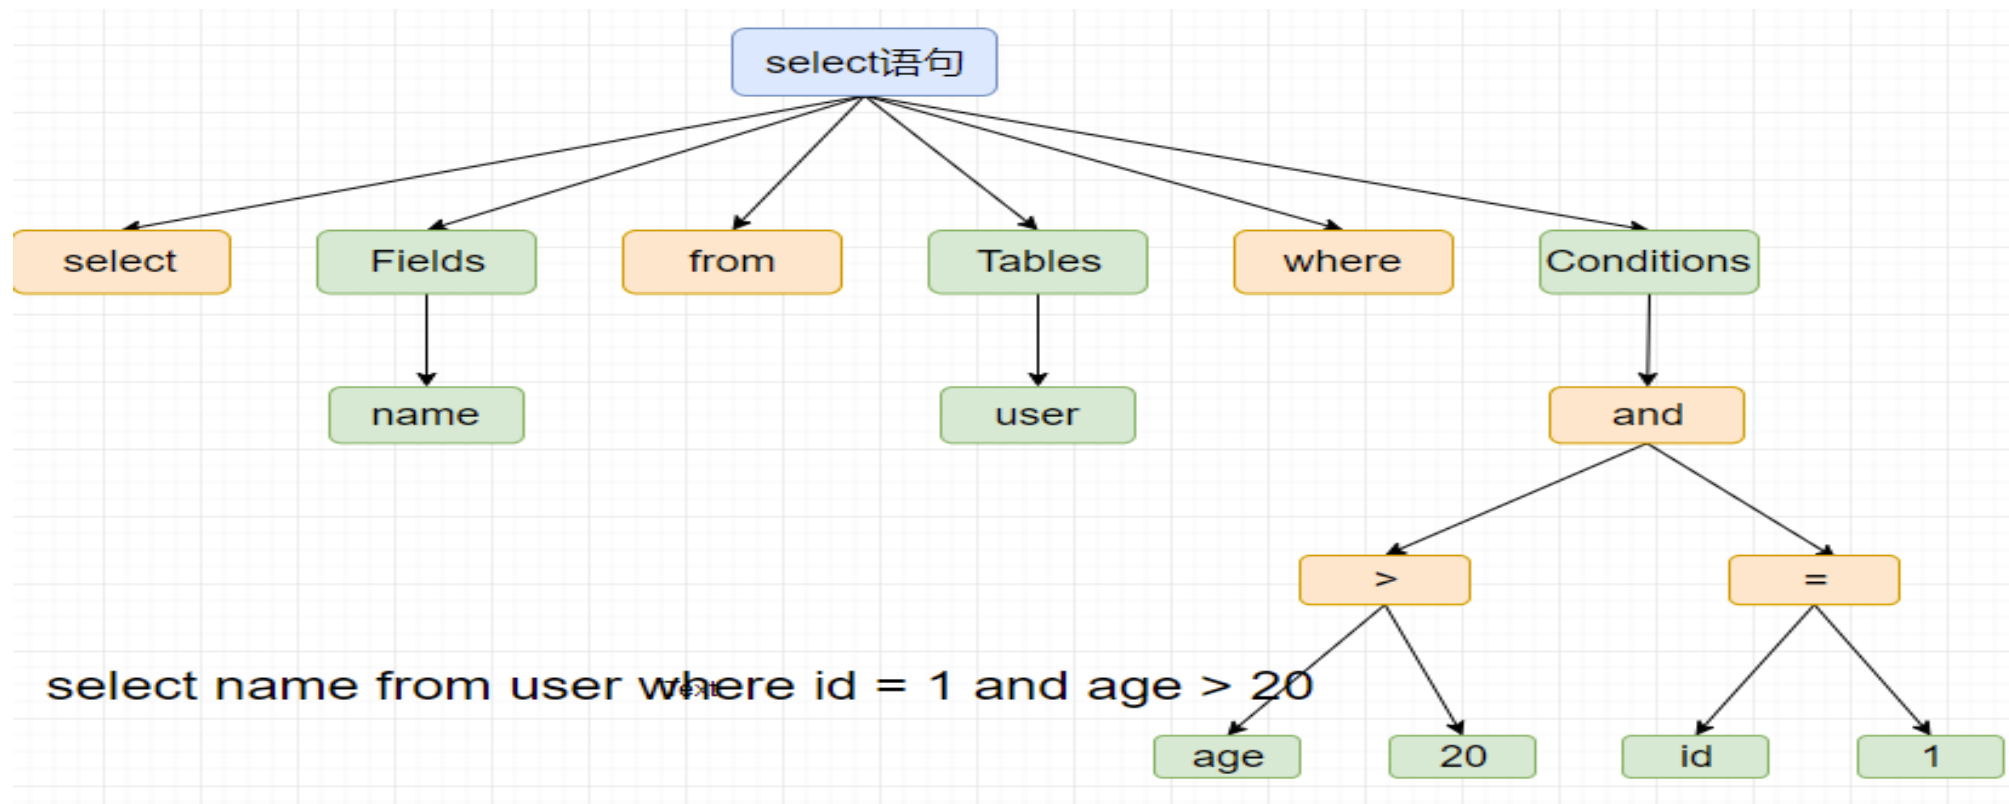 select语句
select Fields from Tables where Conditions
name user and
> =
select name from user where id = 1 and age > 20
Text
age 20 id 1